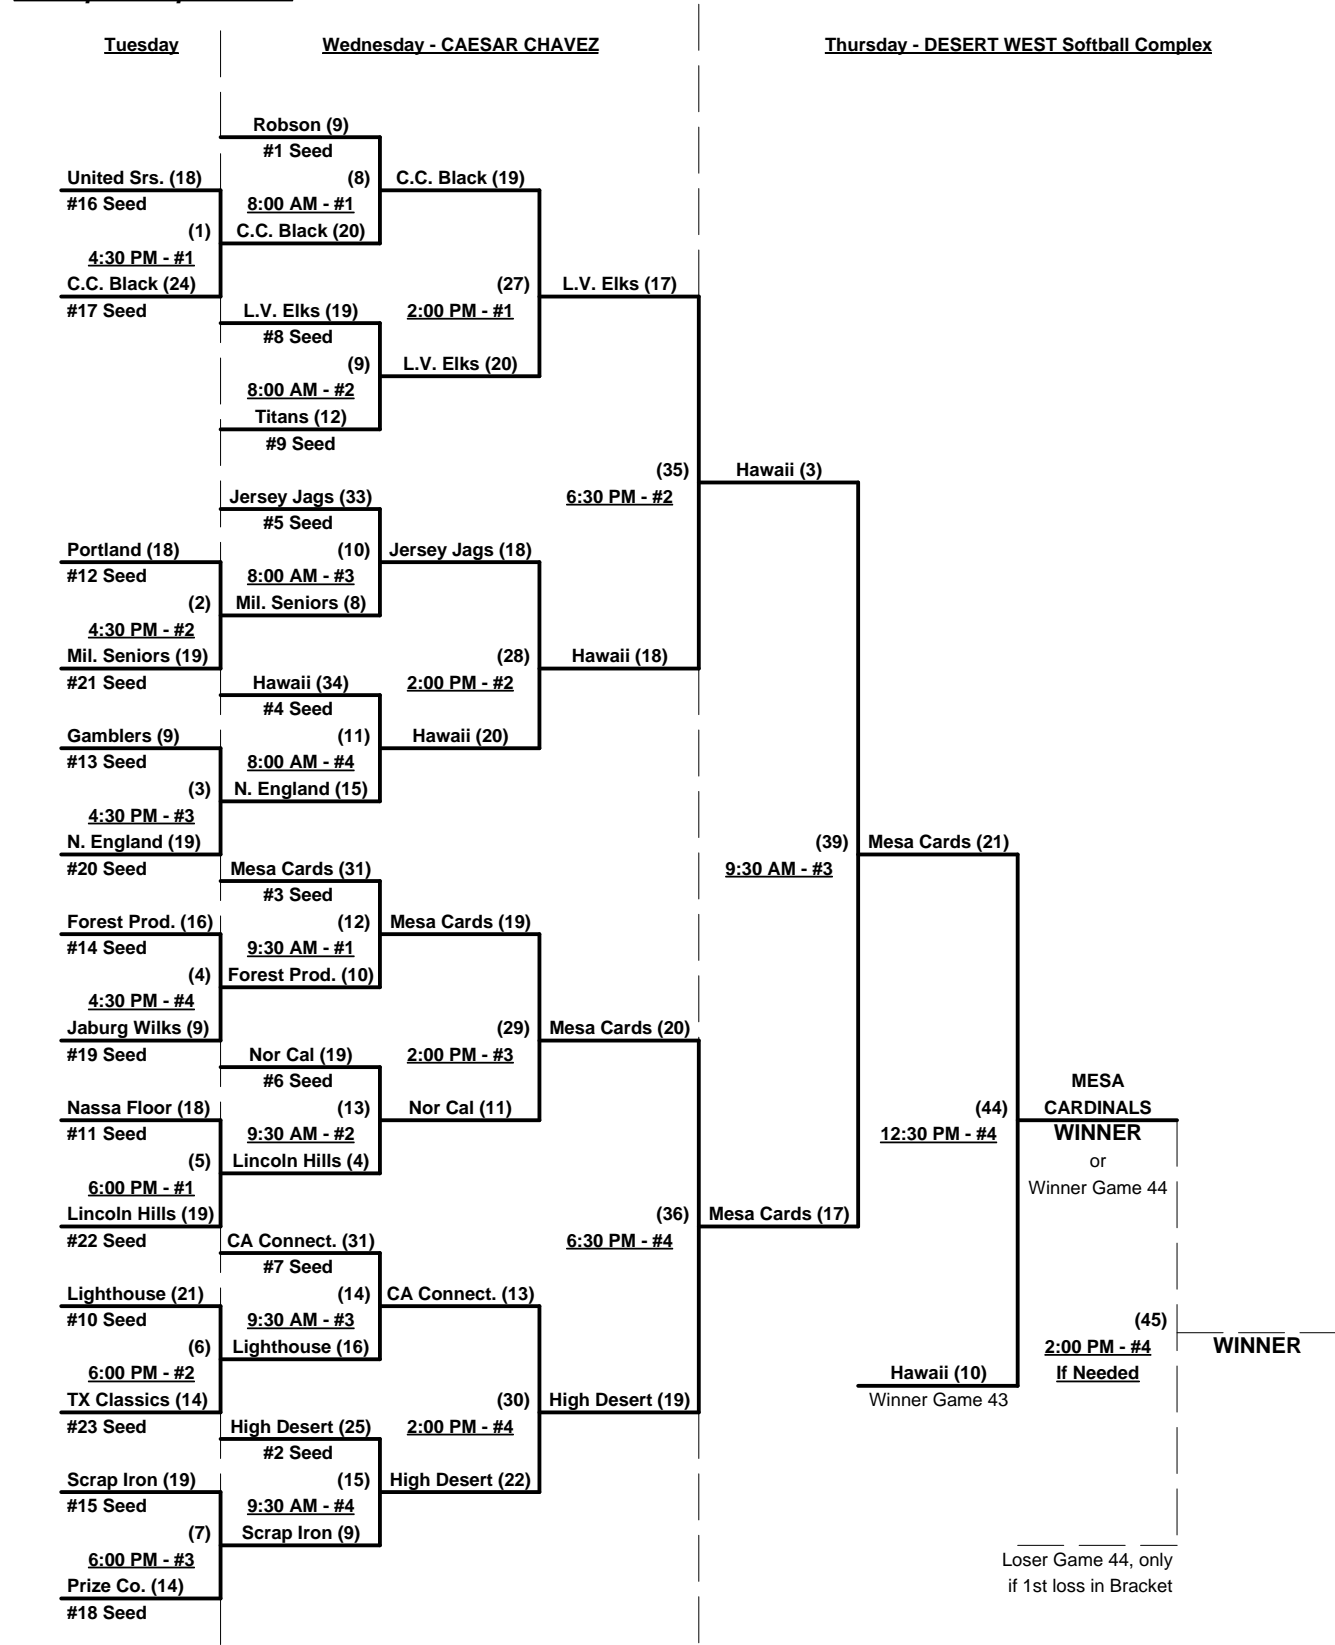 Tuesday
Wednesday - CAESAR CHAVEZ
Thursday - DESERT WEST Softball Complex
Robson (9)
#1 Seed
United Srs. (18)
(8)
C.C. Black (19)
#16 Seed
8:00 AM - #1
(1)
C.C. Black (20)
4:30 PM - #1
C.C. Black (24)
(27)
L.V. Elks (17)
#17 Seed
L.V. Elks (19)
2:00 PM - #1
#8 Seed
(9)
L.V. Elks (20)
8:00 AM - #2
Titans (12)
#9 Seed
(35)
Hawaii (3)
Jersey Jags (33)
6:30 PM - #2
#5 Seed
Portland (18)
(10)
Jersey Jags (18)
#12 Seed
8:00 AM - #3
(2)
Mil. Seniors (8)
4:30 PM - #2
Mil. Seniors (19)
(28)
Hawaii (18)
#21 Seed
Hawaii (34)
2:00 PM - #2
#4 Seed
Gamblers (9)
(11)
Hawaii (20)
#13 Seed
8:00 AM - #4
(3)
N. England (15)
4:30 PM - #3
N. England (19)
(39)
Mesa Cards (21)
#20 Seed
Mesa Cards (31)
9:30 AM - #3
#3 Seed
Forest Prod. (16)
(12)
Mesa Cards (19)
#14 Seed
9:30 AM - #1
(4)
Forest Prod. (10)
4:30 PM - #4
Jaburg Wilks (9)
(29)
Mesa Cards (20)
#19 Seed
Nor Cal (19)
2:00 PM - #3
#6 Seed
MESA
Nassa Floor (18)
(13)
Nor Cal (11)
(44)
CARDINALS
#11 Seed
9:30 AM - #2
12:30 PM - #4
WINNER
(5)
Lincoln Hills (4)
or
6:00 PM - #1
Winner Game 44
Lincoln Hills (19)
(36)
Mesa Cards (17)
#22 Seed
CA Connect. (31)
6:30 PM - #4
#7 Seed
Lighthouse (21)
(14)
CA Connect. (13)
#10 Seed
9:30 AM - #3
(45)
(6)
Lighthouse (16)
2:00 PM - #4
WINNER
6:00 PM - #2
Hawaii (10)
If Needed
TX Classics (14)
(30)
High Desert (19)
Winner Game 43
#23 Seed
High Desert (25)
2:00 PM - #4
#2 Seed
Scrap Iron (19)
(15)
High Desert (22)
#15 Seed
9:30 AM - #4
(7)
Scrap Iron (9)
6:00 PM - #3
Loser Game 44, only
Prize Co. (14)
if 1st loss in Bracket
#18 Seed